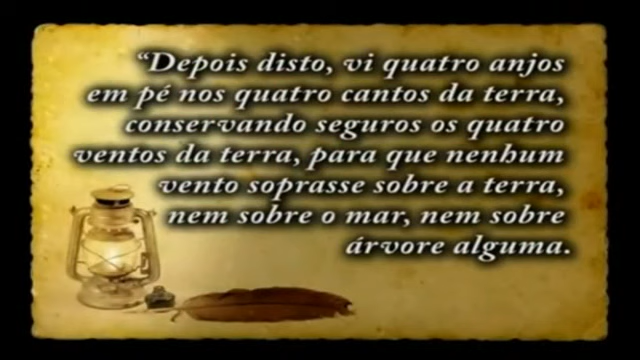 “Depois disto, vi quatro anjos
em pé nos quatro cantos da terra,
conservando seguros os quatro
ventos da terra, para que nenhum
vento soprasse sobre a terra,
nem sobre o mar, nem sobre
árvore alguma.